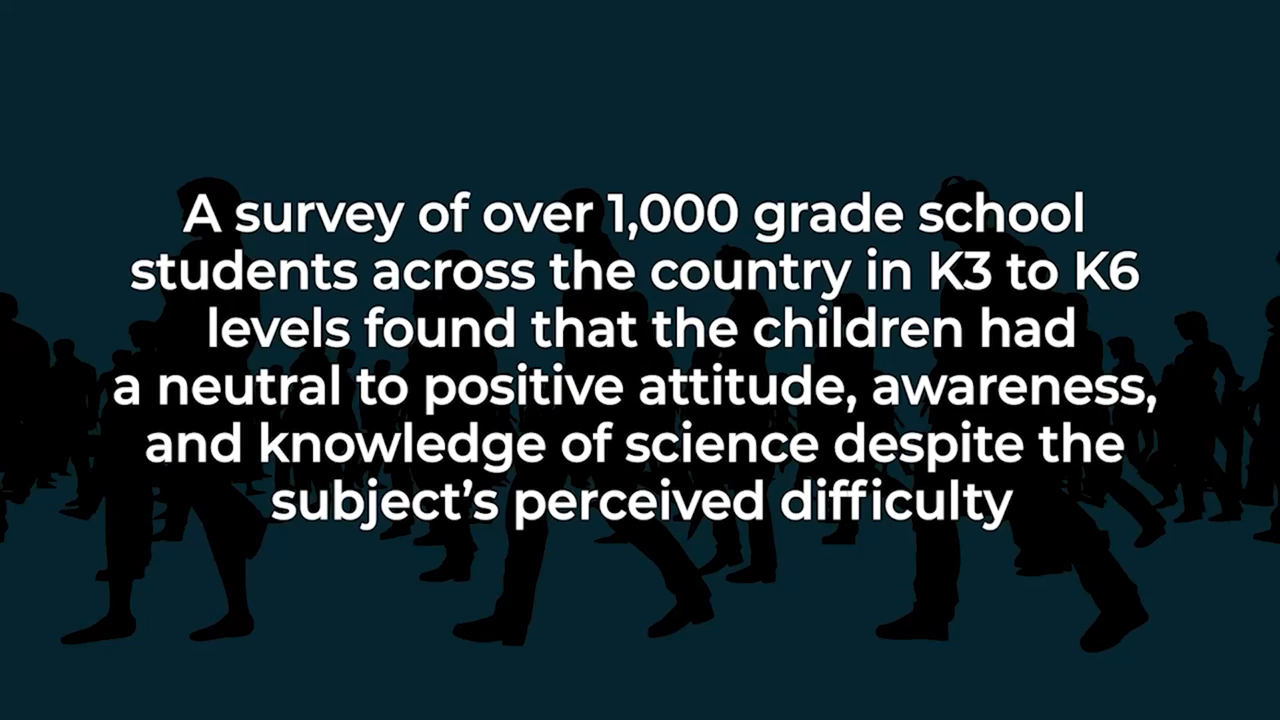 A survey of over 1,000 grade school
students across the country in K3 to K6
levels found that the children had
a neutral to positive attitude, awareness,
and knowledge of science despite the
subject’s perceived difficulty